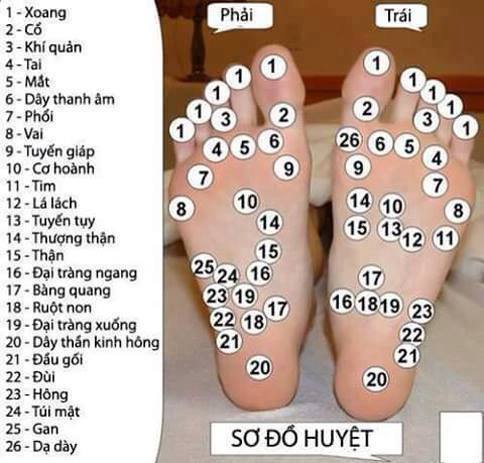 1 - Xoang
2 - Cổ
3 - Khí quản
4 - Tai
5 - Mắt
6 - Dây thanh âm
7 - Phổi
8 - Vai
9 - Tuyến giáp
10 - Cơ hoành
11 - Tim
12 - Lá lách
13 - Tuyến tụy
14 - Thượng thận
15 - Thận
16 - Đại tràng ngang
17 - Bàng quang
18 - Ruột non
19 - Đại tràng xuống
20 - Dây thần kinh hông
21 - Đầu gối
22 - Đùi
23 - Hông
24 - Túi mật
25 - Gan
26 - Dạ dày
Phải
1
1
1
1
1
2
3
4 5 6
7
9
8
10
14
15
25 24 16
23 19
17
22 18
21
20
Trái
1
1
1
1
1
2
3
26 6 5
4
9
7
14 10
8
15 13
12 11
17
16 18 19
23
22
21
20
SƠ ĐỒ HUYỆT